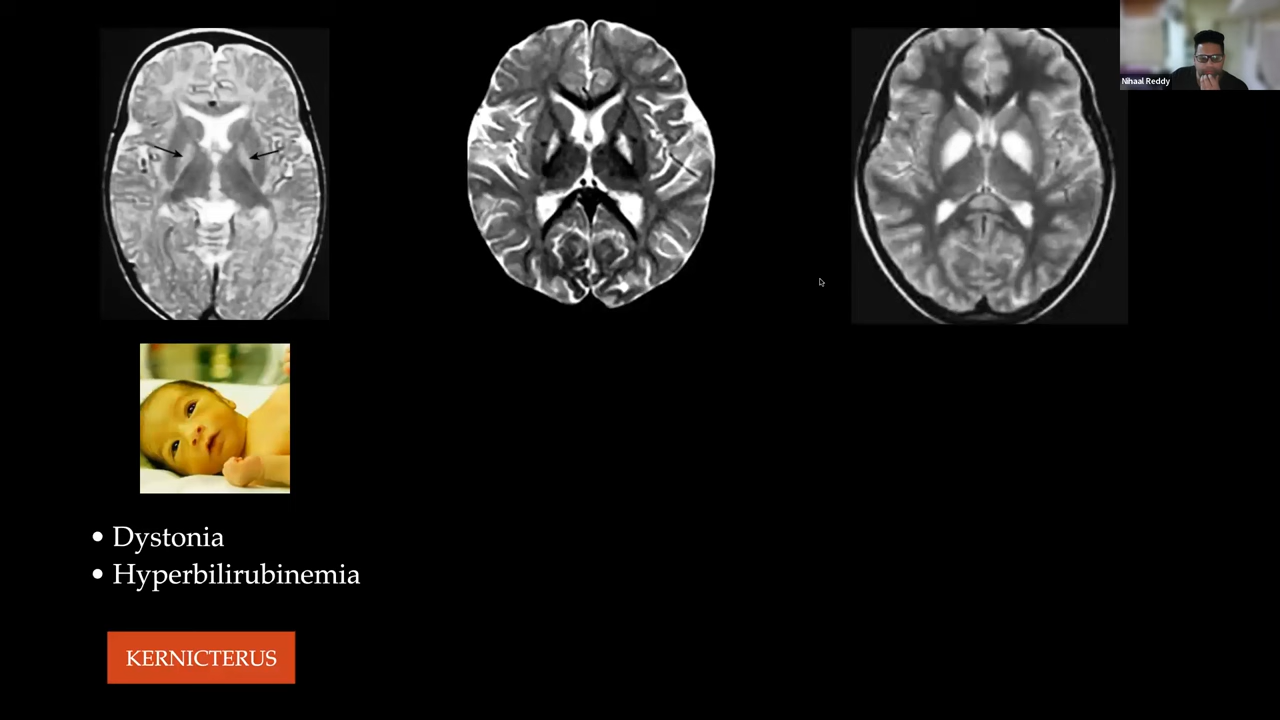 Nihaal Reddy
• Dystonia
• Hyperbilirubinemia
KERNICTERUS